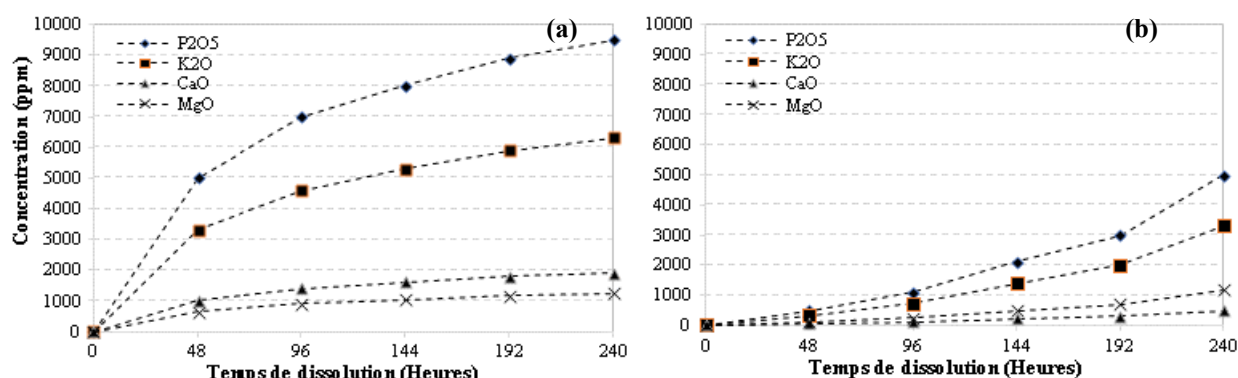 (a)
Concentration (ppm)
10000
9000
8000
7000
6000
5000
4000
3000
2000
1000
0
P2O5
K2O
CaO
MgO
0 48 96 144 192 240
Temps de dissolution (Heures)
(b)
10000
9000
8000
7000
6000
5000
4000
3000
2000
1000
0
P2O5
K2O
CaO
MgO
0 48 96 144 192 240
Temps de dissolution (Heures)